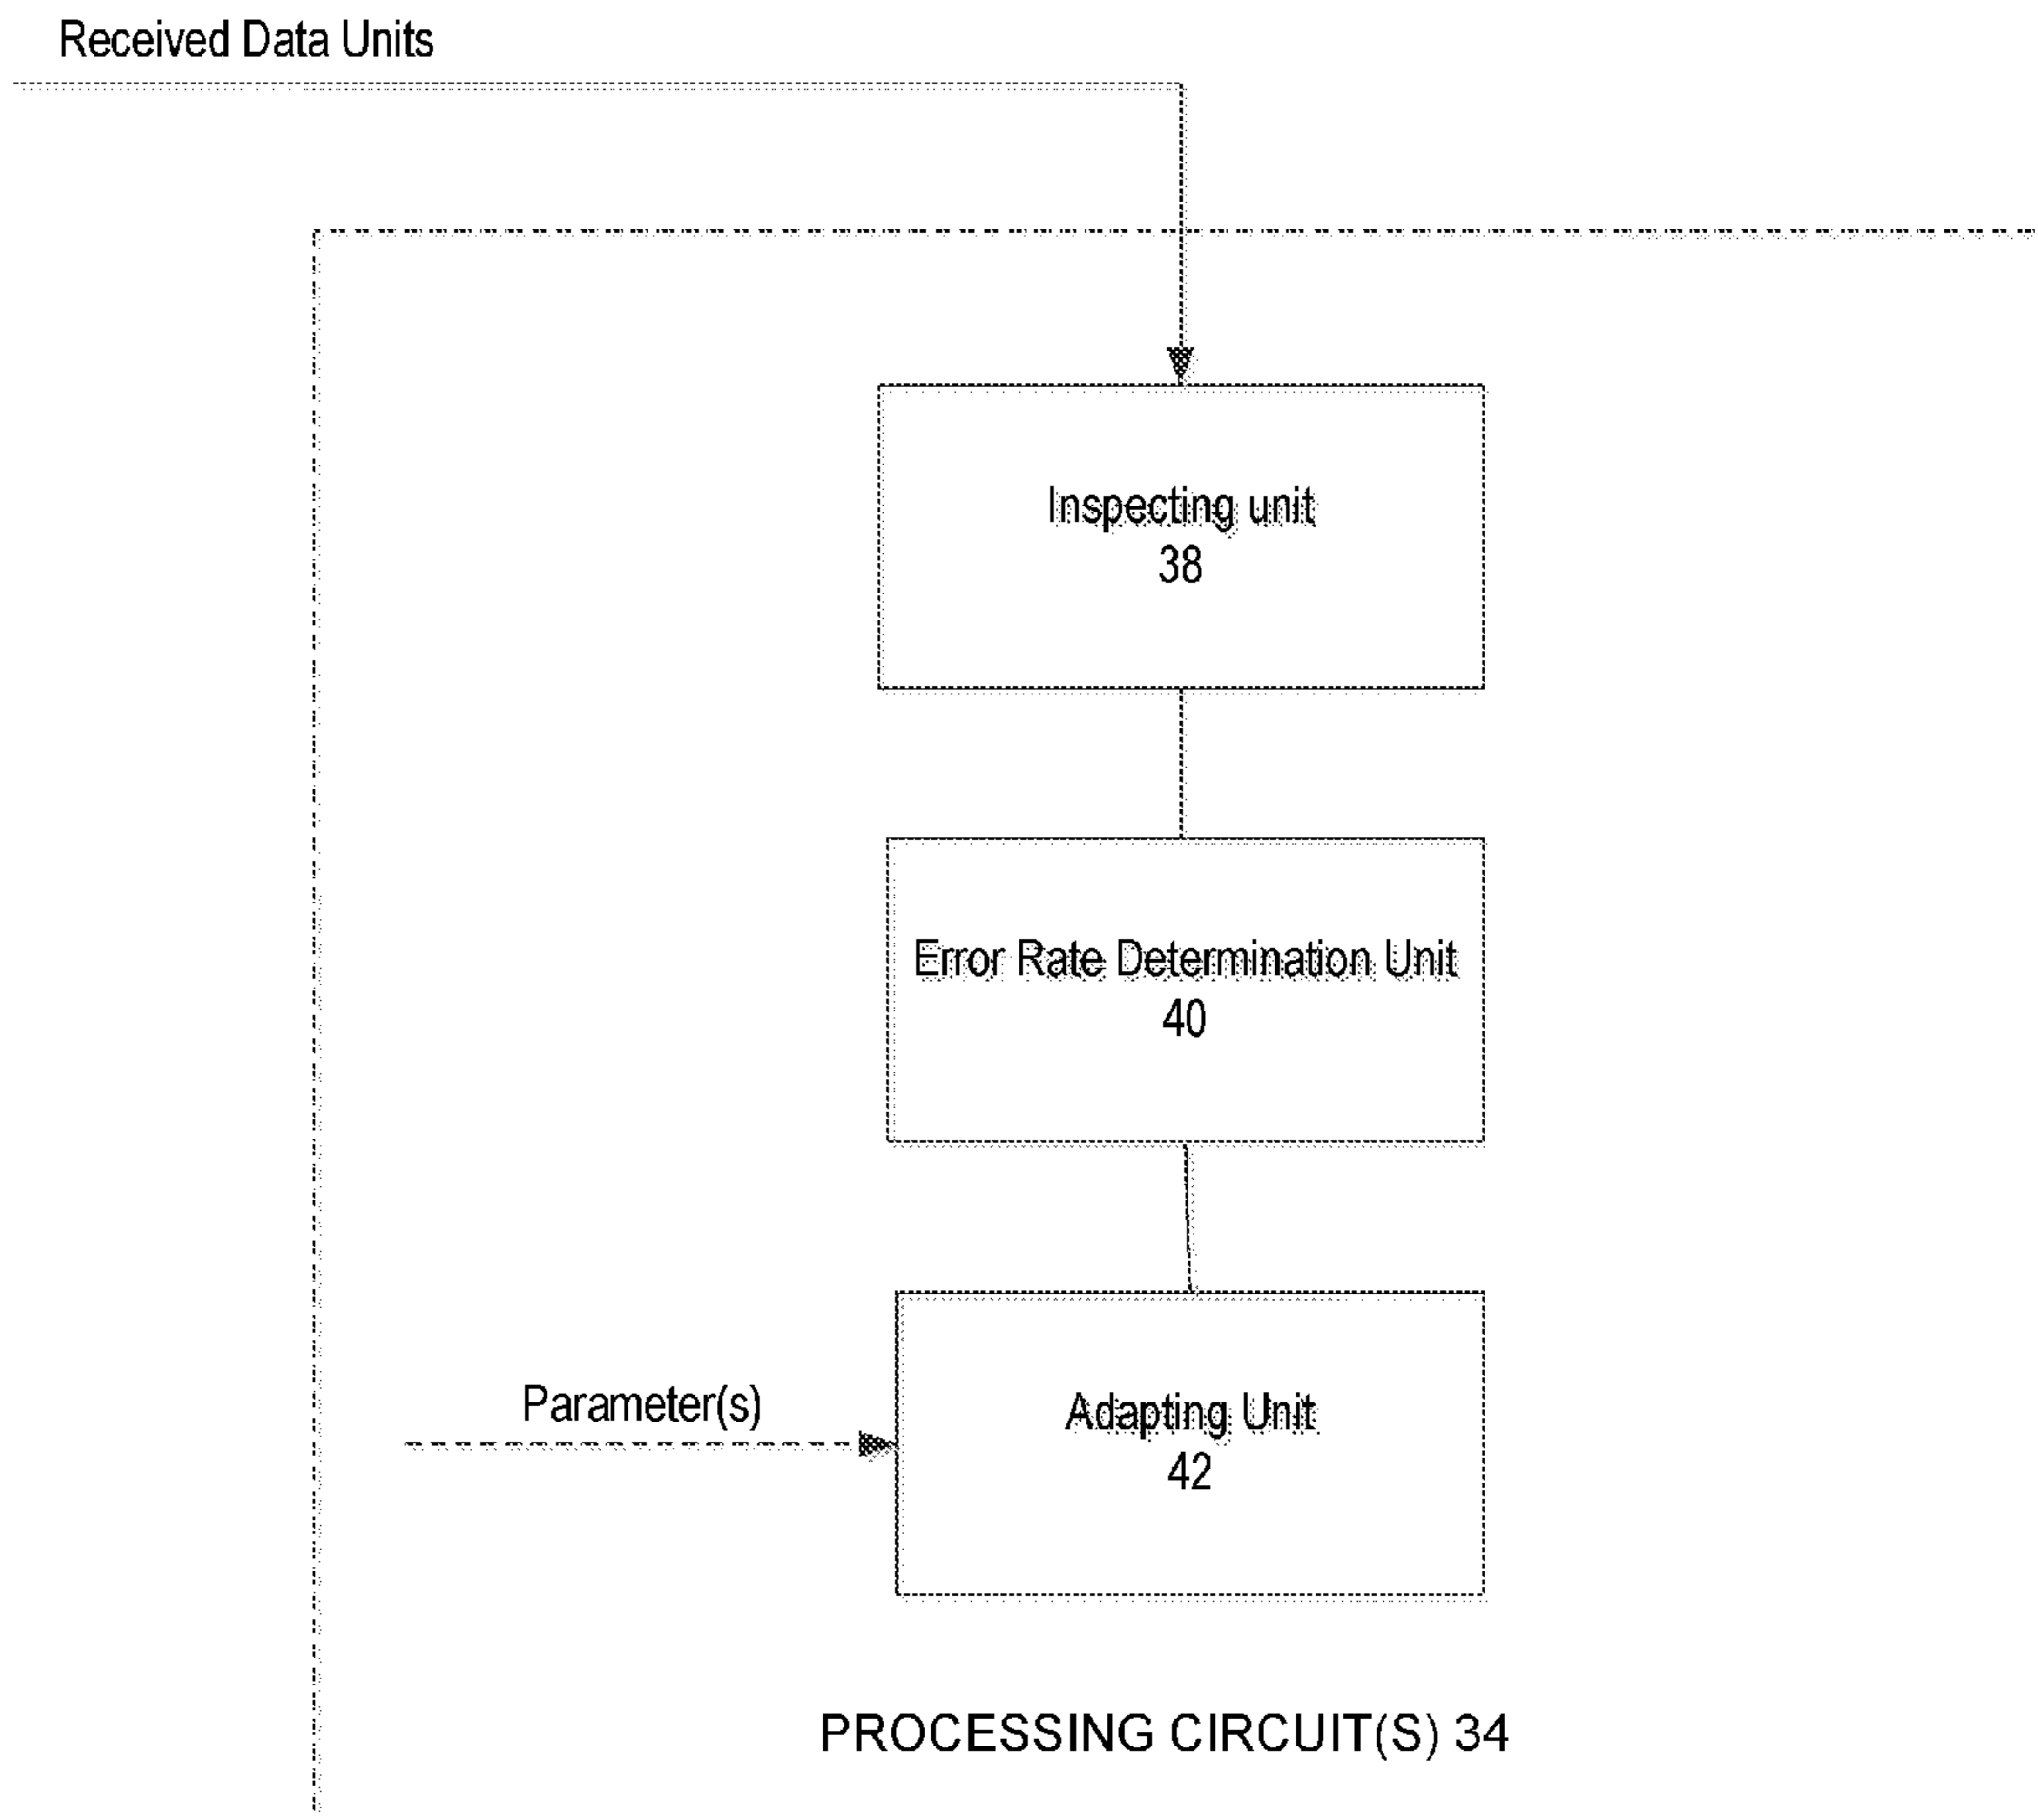 Received Data Units
Inspecting unit
38
Error Rate Determination Unit
40
Parameter(s)
Adapting Unit
42
PROCESSING CIRCUIT(S) 34